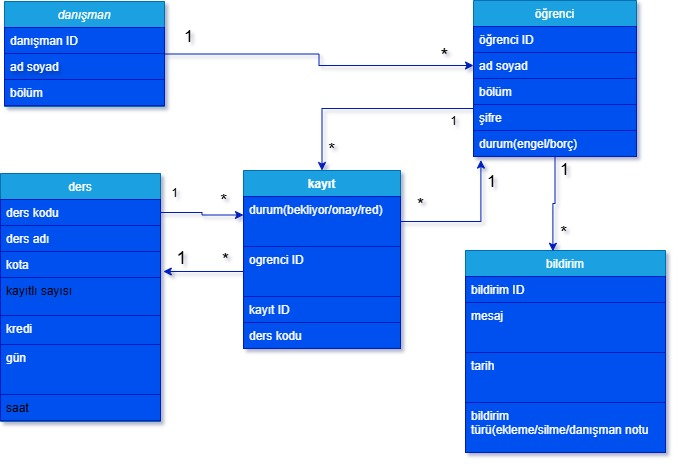 danışman
danışman ID
ad soyad
bölüm
1
*
öğrenci
öğrenci ID
ad soyad
bölüm
şifre
durum(engel/borç)
1
*
1
*
ders
ders kodu
ders adı
kota
kayıtlı sayısı
kredi
gün
saat
1
*
1
*
kayıt
durum(bekliyor/onay/red)
ogrenci ID
kayıt ID
ders kodu
*
1
bildirim
bildirim ID
mesaj
tarih
bildirim
türü(ekleme/silme/danışman notu